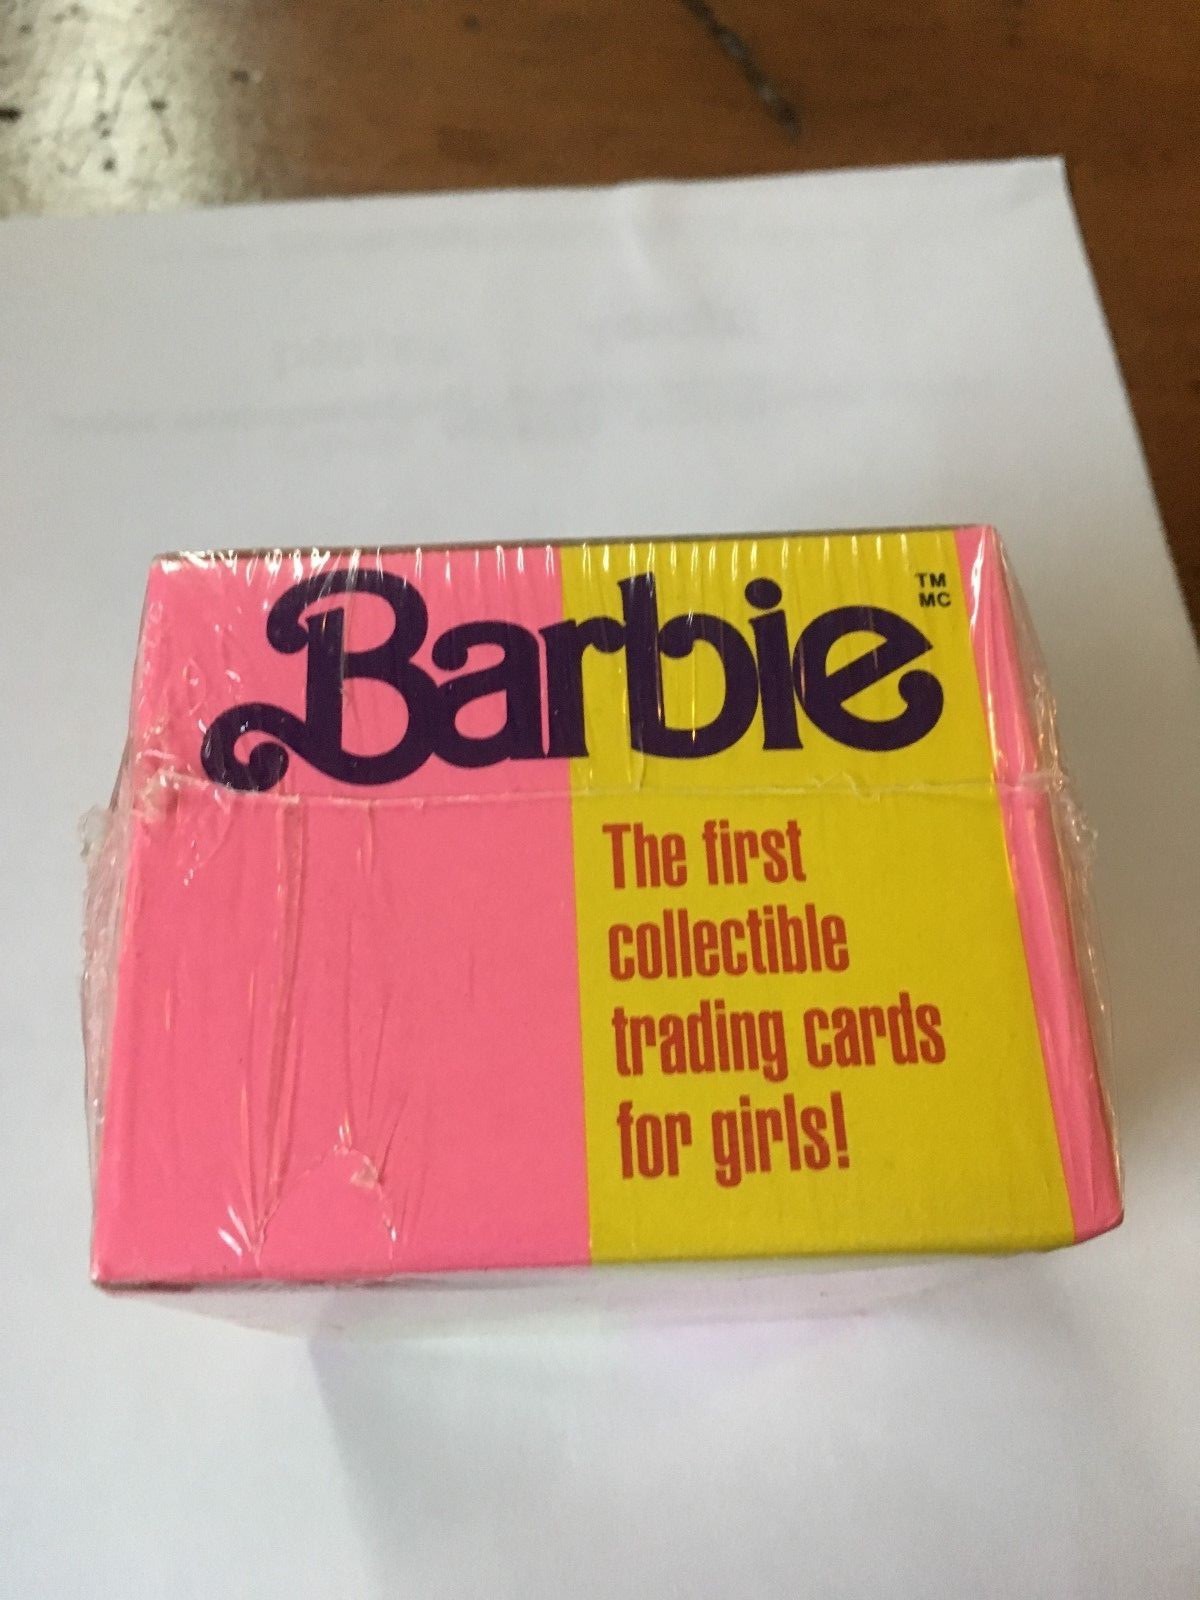 Barbie TM
MC
The first
collectible
trading cards
for girls!